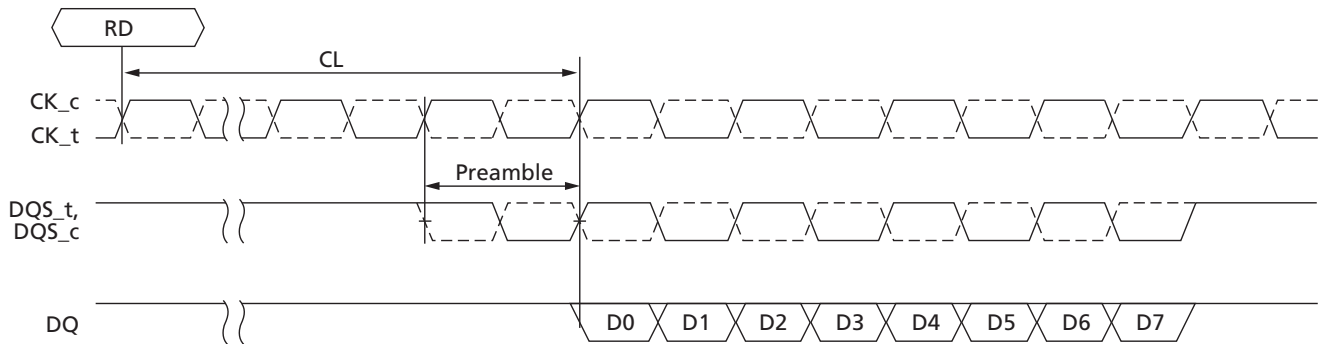 RD
CL
CK_c
CK_t
Preamble
DQS_t,
DQS_c
DQ
D0 D1 D2 D3 D4 D5 D6 D7